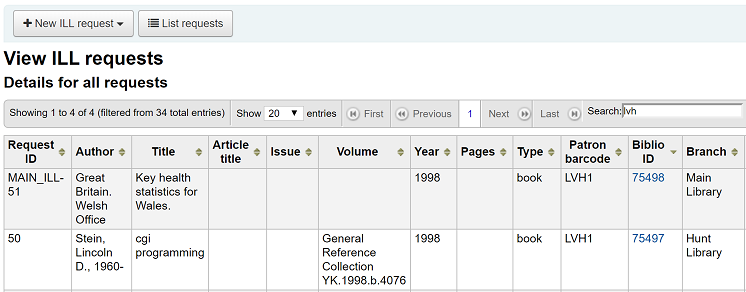 New ILL request List requests
View ILL requests
Details for all requests
Showing 1 to 4 of 4 (filtered from 34 total entries) Show 20 entries First Previous 1 Next Last Search: lvh
Request ID Author Title Article title Issue Volume Year Pages Type Patron barcode Biblio ID Branch
MAIN_ILL-51 Great Britain. Welsh Office Key health statistics for Wales. 1998 book LVH1 75498 Main Library
50 Stein, Lincoln D., 1960- cgi programming General Reference Collection YK.1998.b.4076 1998 book LVH1 75497 Hunt Library